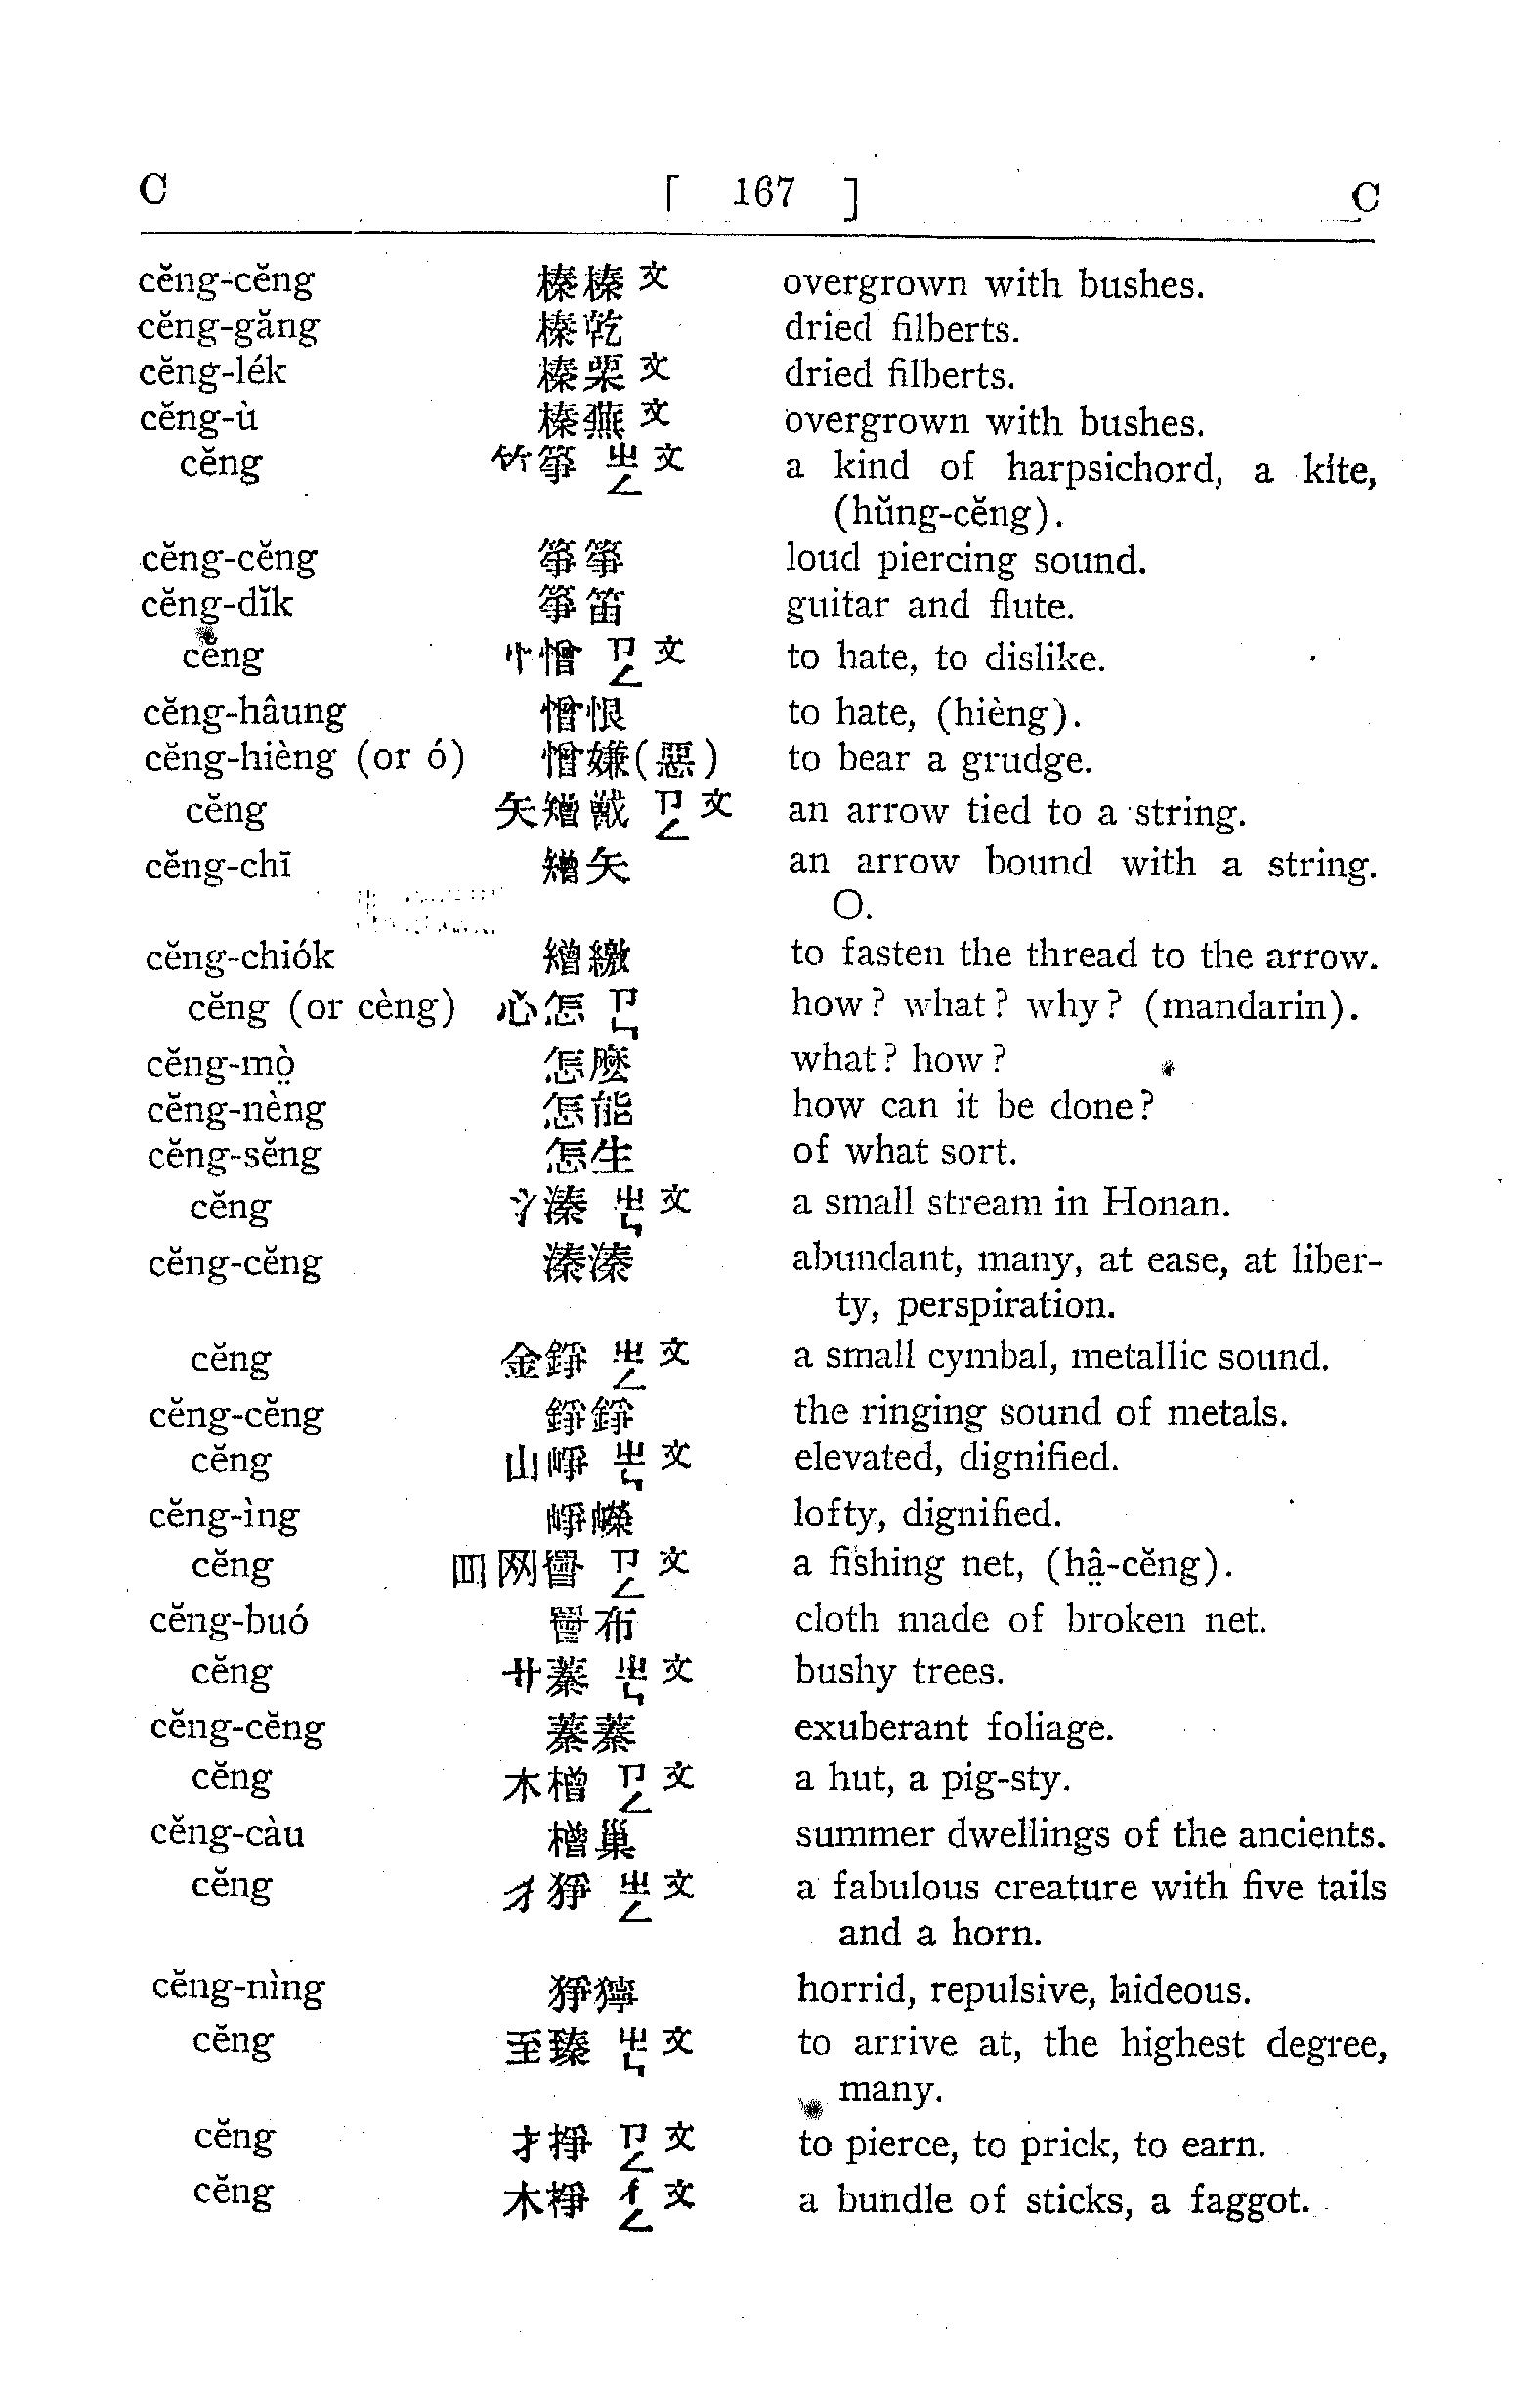 C [ 167 ] C
cĕng-cĕng 榛榛 文 overgrown with bushes.
cĕng-găng 榛乾 dried filberts.
cĕng-lék 榛栗 文 dried filberts.
cĕng-ù 榛蕪 文 overgrown with bushes.
cĕng 竹箏 ㄓㄥ 文 a kind of harpsichord, a kite,
(hŭng-cĕng).
cĕng-cĕng 箏箏 loud piercing sound.
cĕng-dĭk 箏笛 guitar and flute.
cĕng 忄憎 ㄗㄥ 文 to hate, to dislike.
cĕng-hâung 憎恨 to hate, (hièng).
cĕng-hièng (or ó) 憎嫌(惡) to bear a grudge.
cĕng 矢矰 ㄗㄥ 文 an arrow tied to a string.
cĕng-chī 矰矢 an arrow bound with a string.
O.
cĕng-chiók 矰繳 to fasten the thread to the arrow.
cĕng (or cèng) 心怎 ㄗㄣ how? what? why? (mandarin).
cĕng-mò̤ 怎麽 what? how?
cĕng-nèng 怎能 how can it be done?
cĕng-sĕng 怎生 of what sort.
cĕng 氵溱 ㄓㄣ 文 a small stream in Honan.
cĕng-cĕng 溱溱 abundant, many, at ease, at liber-
ty, perspiration.
cĕng 金錚 ㄓㄥ 文 a small cymbal, metallic sound.
cĕng-cĕng 錚錚 the ringing sound of metals.
cĕng 山崢 ㄓㄣ 文 elevated, dignified.
cĕng-ìng 崢嶸 lofty, dignified.
cĕng 罒网罾 ㄗㄥ 文 a fishing net, (hâ̤-cĕng).
cĕng-buó 罾布 cloth made of broken net.
cĕng 艹蓁 ㄓㄣ 文 bushy trees.
cĕng-cĕng 蓁蓁 exuberant foliage.
cĕng 木橧 ㄗㄥ 文 a hut, a pig-sty.
cĕng-càu 橧巢 summer dwellings of the ancients.
cĕng 犭猙 ㄓㄥ 文 a fabulous creature with five tails
and a horn.
cĕng-nìng 猙獰 horrid, repulsive, hideous.
cĕng 至臻 ㄓㄣ 文 to arrive at, the highest degree,
many.
cĕng 扌掙 ㄗㄥ 文 to pierce, to prick, to earn.
cĕng 木棦 ㄔㄥ 文 a bundle of sticks, a faggot.